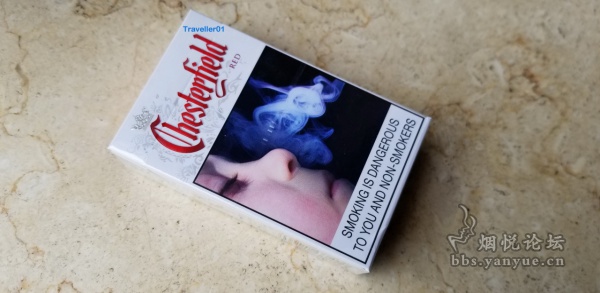 Traveller01
Chesterfield
RED
SMOKING IS DANGEROUS
TO YOU AND NON-SMOKERS
烟悦论坛
bbs.yanyue.cn